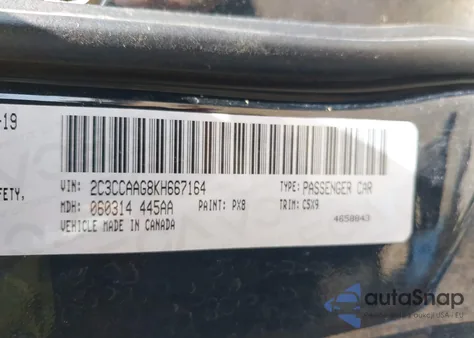 -19
FETY,
VIN: 2C3CCAAG8KH667164 TYPE: PASSENGER CAR
MDH: 060314 445AA PAINT: PX8 TRIM: CSX9
VEHICLE MADE IN CANADA 4650043
autoSnap